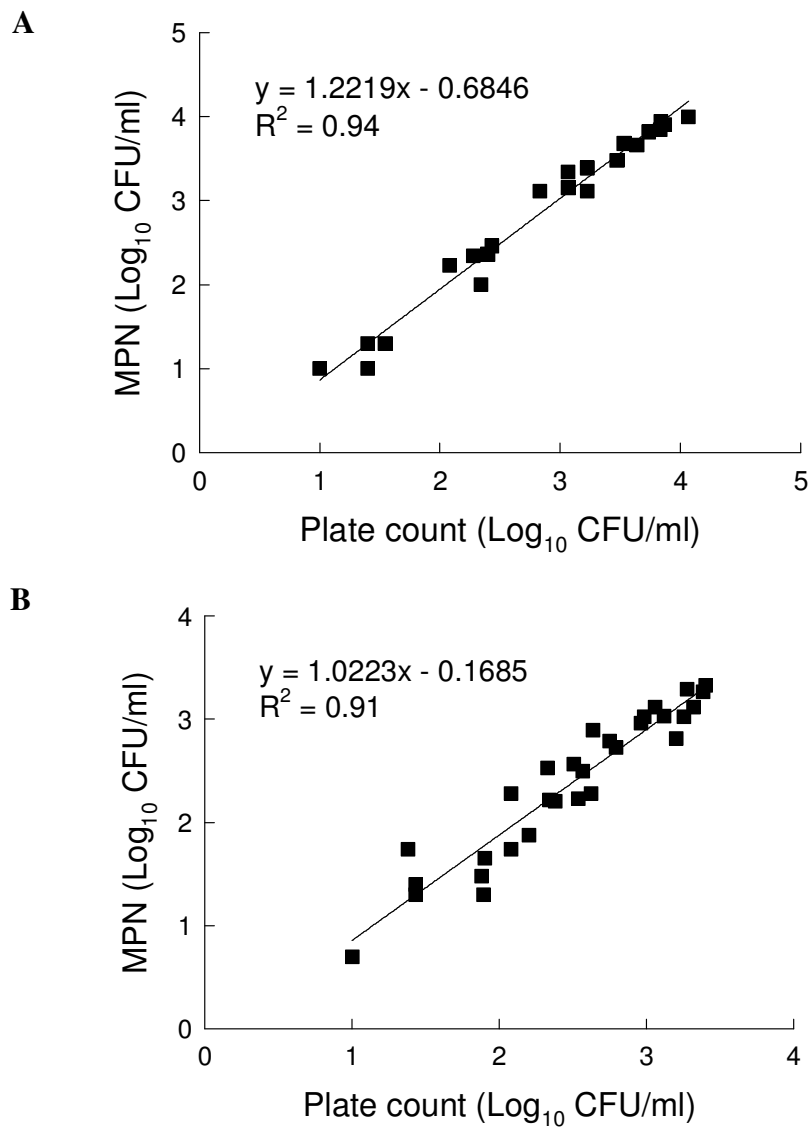 A
5
4
3
2
1
0
MPN (Log10 CFU/ml)
y = 1.2219x - 0.6846
R2 = 0.94
0 1 2 3 4 5
Plate count (Log10 CFU/ml)
B
4
3
2
1
0
MPN (Log10 CFU/ml)
y = 1.0223x - 0.1685
R2 = 0.91
0 1 2 3 4
Plate count (Log10 CFU/ml)